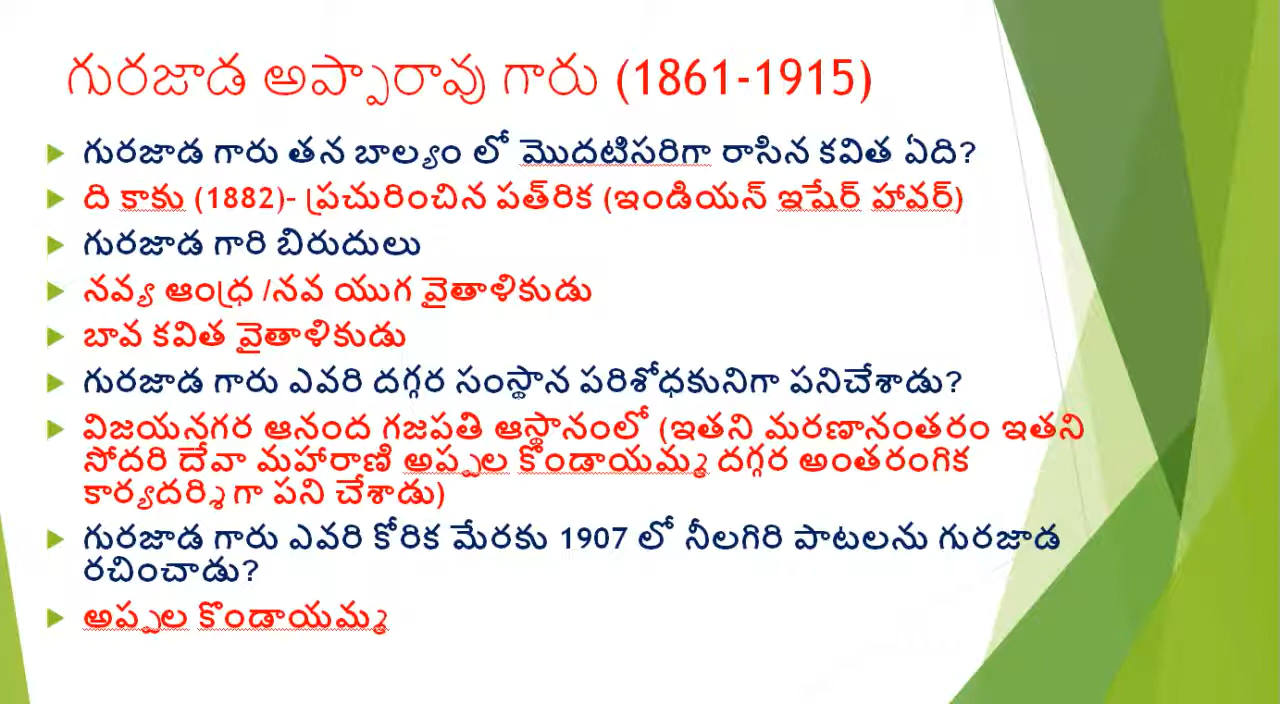 గురజాడ అప్పారావు గారు (1861-1915)
గురజాడ గారు తన బాల్యం లో మొదటిసరిగా రాసిన కవిత ఏది?
ది కాకు (1882)- ప్రచురించిన పత్రిక (ఇండియన్ ఇషేర్ హావర్)
గురజాడ గారి బిరుదులు
నవ్య ఆంధ్ర /నవ యుగ వైతాళికుడు
బావ కవిత వైతాళికుడు
గురజాడ గారు ఎవరి దగ్గర సంస్థాన పరిశోధకునిగా పనిచేశాడు?
విజయనగర ఆనంద గజపతి ఆస్థానంలో (ఇతని మరణానంతరం ఇతని
సోదరి దేవా మహారాణి అప్పల కొండాయమ్మ దగ్గర అంతరంగిక
కార్యదర్శి గా పని చేశాడు)
గురజాడ గారు ఎవరి కోరిక మేరకు 1907 లో నీలగిరి పాటలను గురజాడ
రచించాడు?
అప్పల కొండాయమ్మ